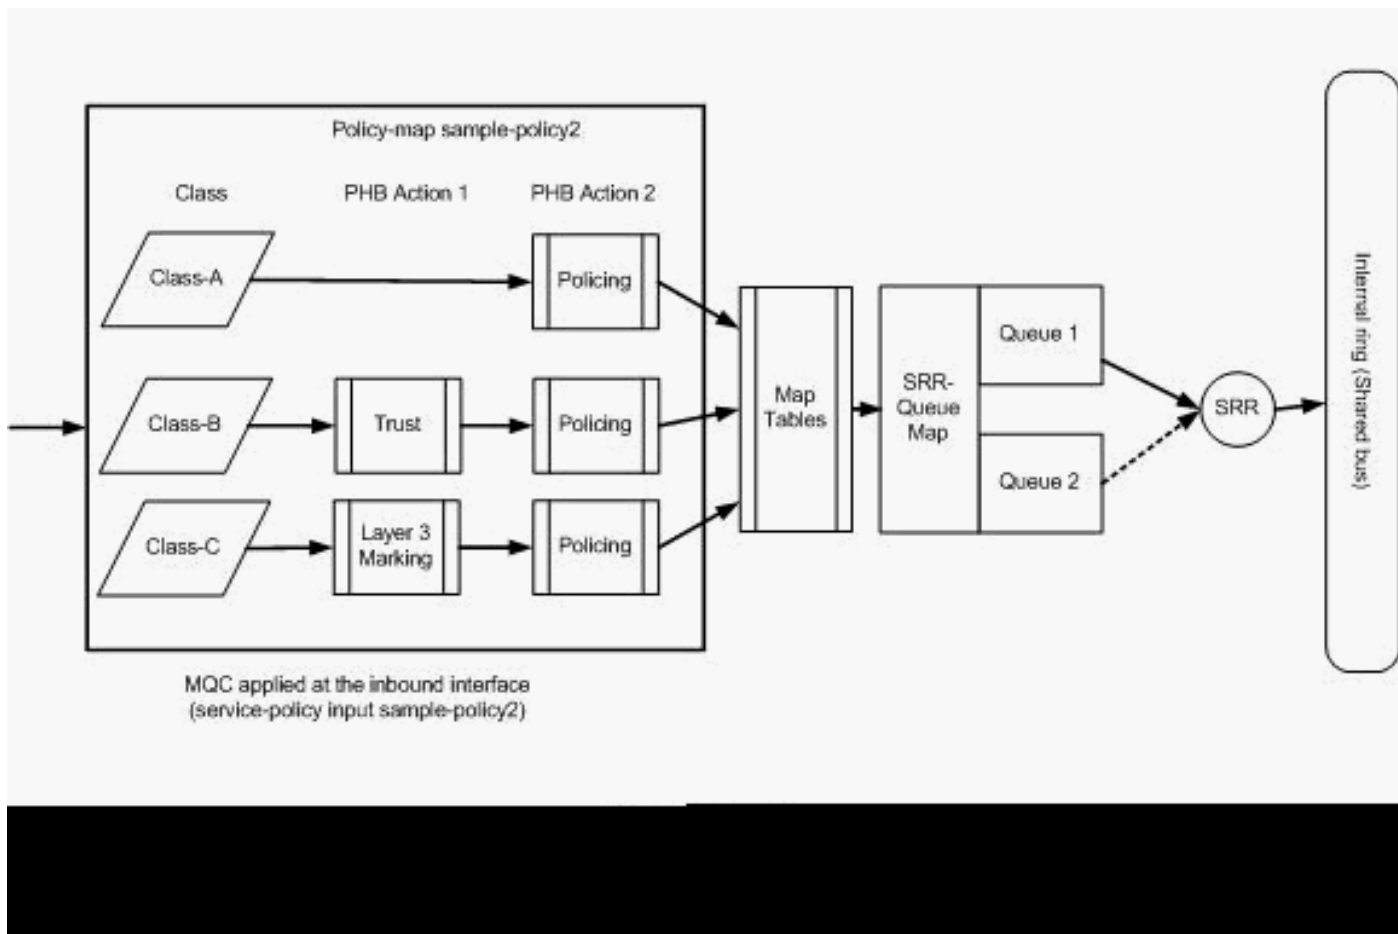 Policy-map sample-policy2
Class
PHB Action 1
PHB Action 2
Class-A
Policing
Class-B
Trust
Policing
Class-C
Layer 3
Marking
Policing
Map
Tables
SRR-
Queue
Map
Queue 1
Queue 2
SRR
Internal ring (Shared bus)
MQC applied at the inbound interface
(service-policy input sample-policy2)